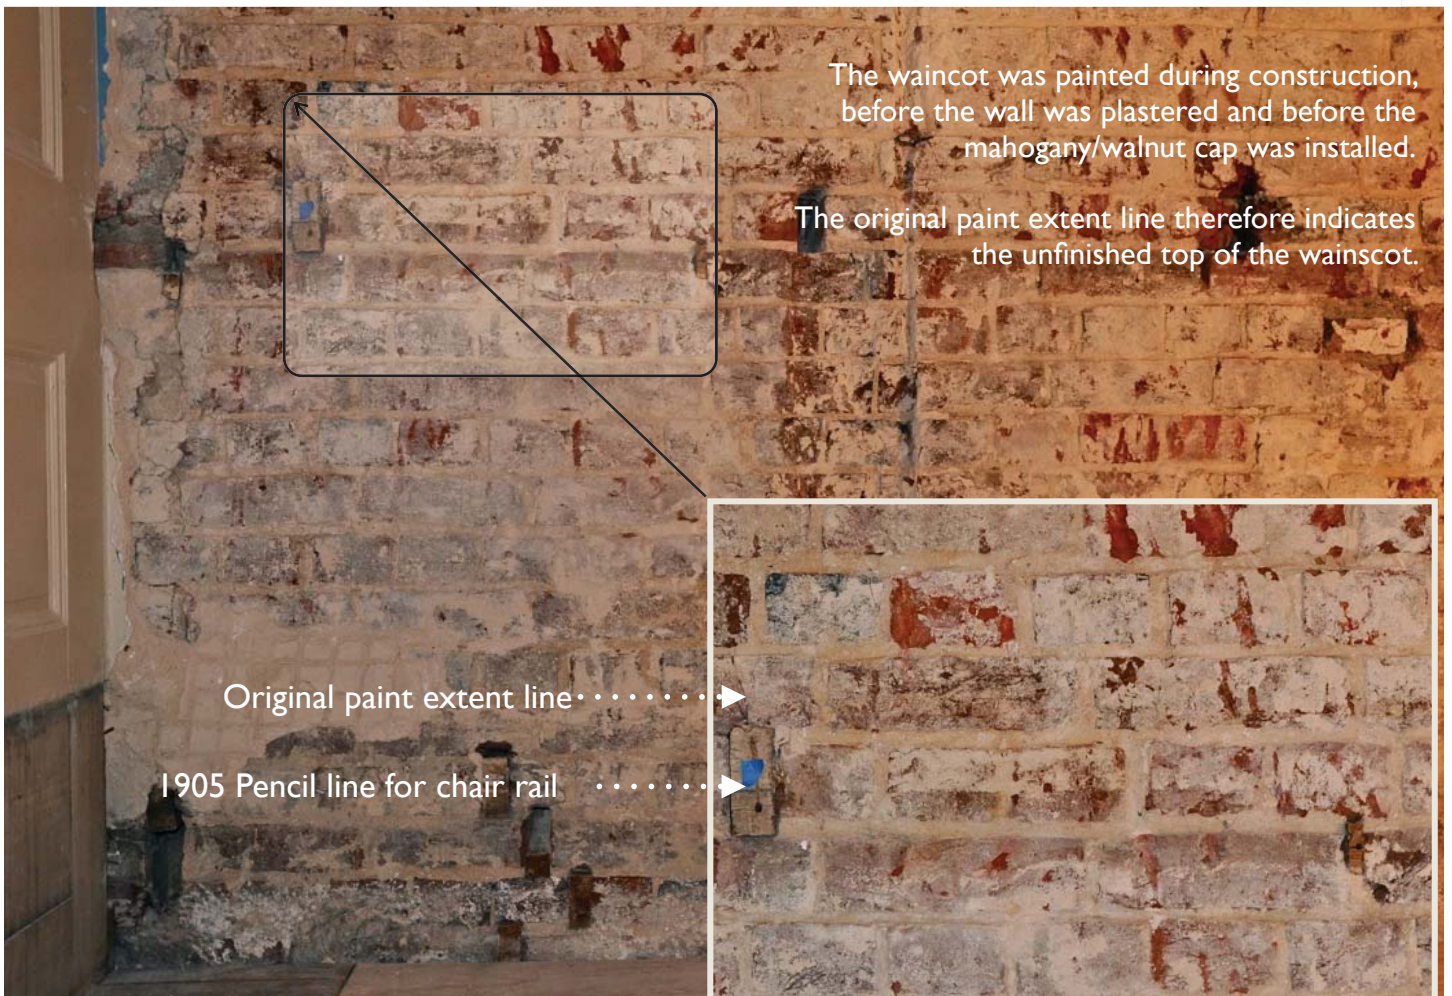 The waincot was painted during construction,
before the wall was plastered and before the
mahogany/walnut cap was installed.
The original paint extent line therefore indicates
the unfinished top of the wainscot.
Original paint extent line
1905 Pencil line for chair rail